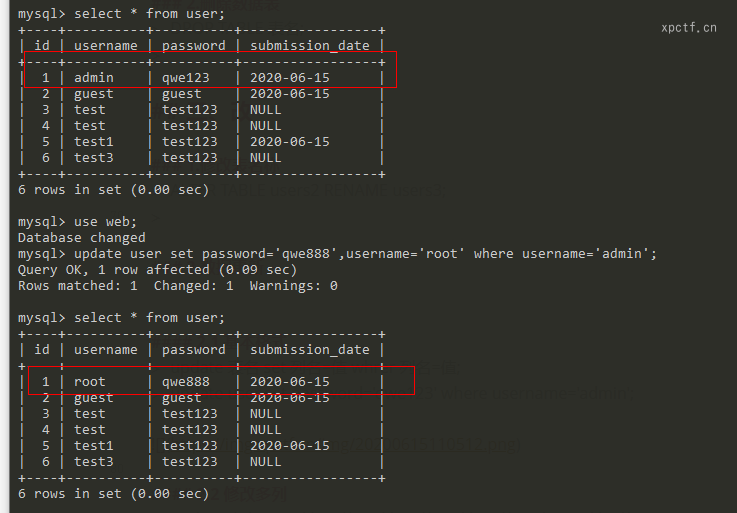 mysql> select * from user;
+----+----------+----------+-----------------+
| id | username | password | submission_date |
+----+----------+----------+-----------------+
| 1 | admin | qwe123 | 2020-06-15 |
| 2 | guest | guest | 2020-06-15 |
| 3 | test | test123 | NULL |
| 4 | test | test123 | NULL |
| 5 | test1 | test123 | 2020-06-15 |
| 6 | test3 | test123 | NULL |
+----+----------+----------+-----------------+
6 rows in set (0.00 sec)
mysql> use web;
Database changed
mysql> update user set password='qwe888',username='root' where username='admin';
Query OK, 1 row affected (0.09 sec)
Rows matched: 1 Changed: 1 Warnings: 0
mysql> select * from user;
+----+----------+----------+-----------------+
| id | username | password | submission_date |
+----+----------+----------+-----------------+
| 1 | root | qwe888 | 2020-06-15 |
| 2 | guest | guest | 2020-06-15 |
| 3 | test | test123 | NULL |
| 4 | test | test123 | NULL |
| 5 | test1 | test123 | 2020-06-15 |
| 6 | test3 | test123 | NULL |
+----+----------+----------+-----------------+
6 rows in set (0.00 sec)
xpctf.cn